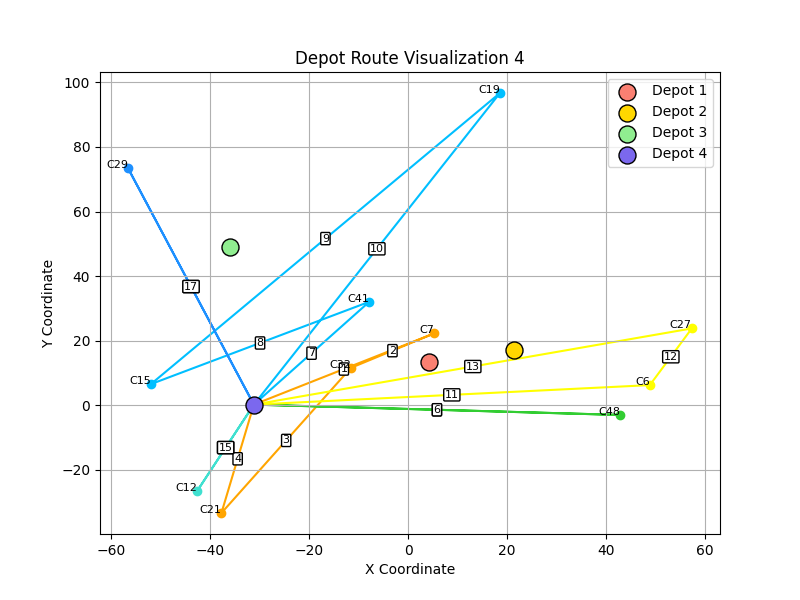 Depot Route Visualization 4
Depot 1
Depot 2
Depot 3
Depot 4
Y Coordinate
100
80
60
40
20
0
−20
C19
C29
9
10
17
C41
C7
C27
8
7
2
C15
C32
1
13
12
C6
11
6
C48
3
15
4
C12
C21
−60
−40
−20
0
20
40
60
X Coordinate